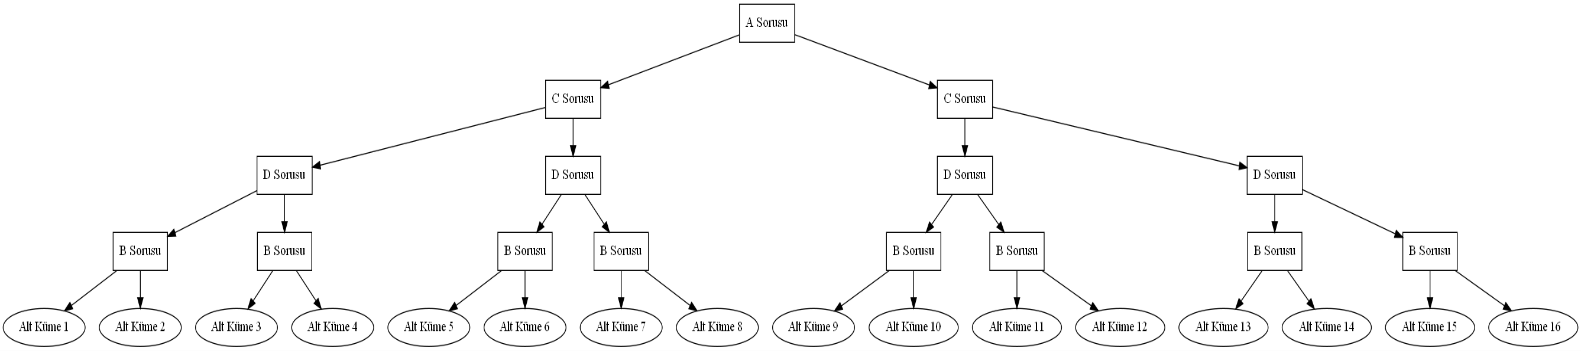 A Sorusu
C Sorusu
C Sorusu
D Sorusu
D Sorusu
D Sorusu
D Sorusu
B Sorusu
B Sorusu
B Sorusu
B Sorusu
B Sorusu
B Sorusu
B Sorusu
B Sorusu
Alt Küme 1
Alt Küme 2
Alt Küme 3
Alt Küme 4
Alt Küme 5
Alt Küme 6
Alt Küme 7
Alt Küme 8
Alt Küme 9
Alt Küme 10
Alt Küme 11
Alt Küme 12
Alt Küme 13
Alt Küme 14
Alt Küme 15
Alt Küme 16